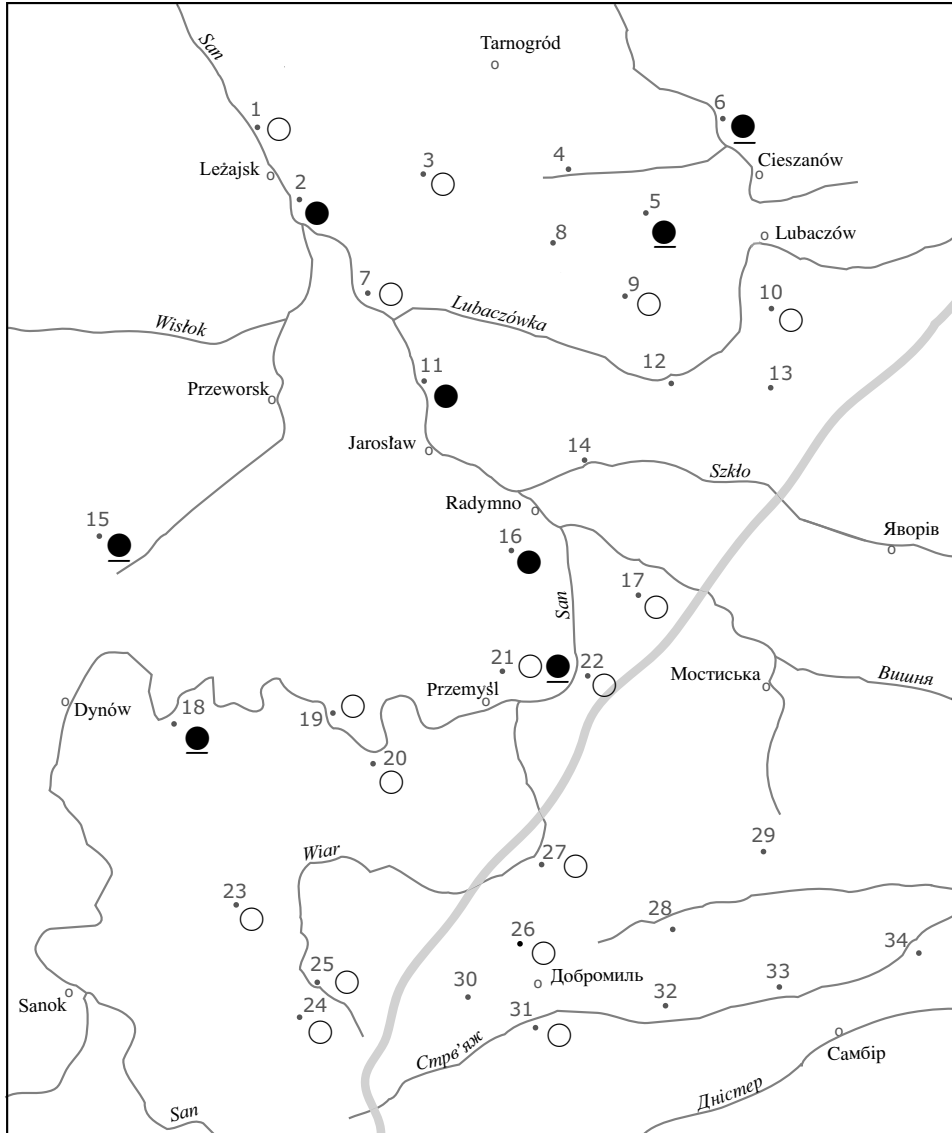 San
Tarnogród
1
6
3
4
Leżajsk
Cieszanów
2
5
8
Lubaczów
7
9
10
Lubaczówka
Wisłok
11
12
13
Przeworsk
Jarosław
14
Szkło
Radymno
15
16
Яворів
17
San
21
22
Мостиська
Вишня
Przemyśl
Dynów
18
19
20
Wiar
27
29
23
28
26
34
25
30
Добромиль
33
Sanok
24
31
32
Стрв'яж
Самбір
San
Дністер